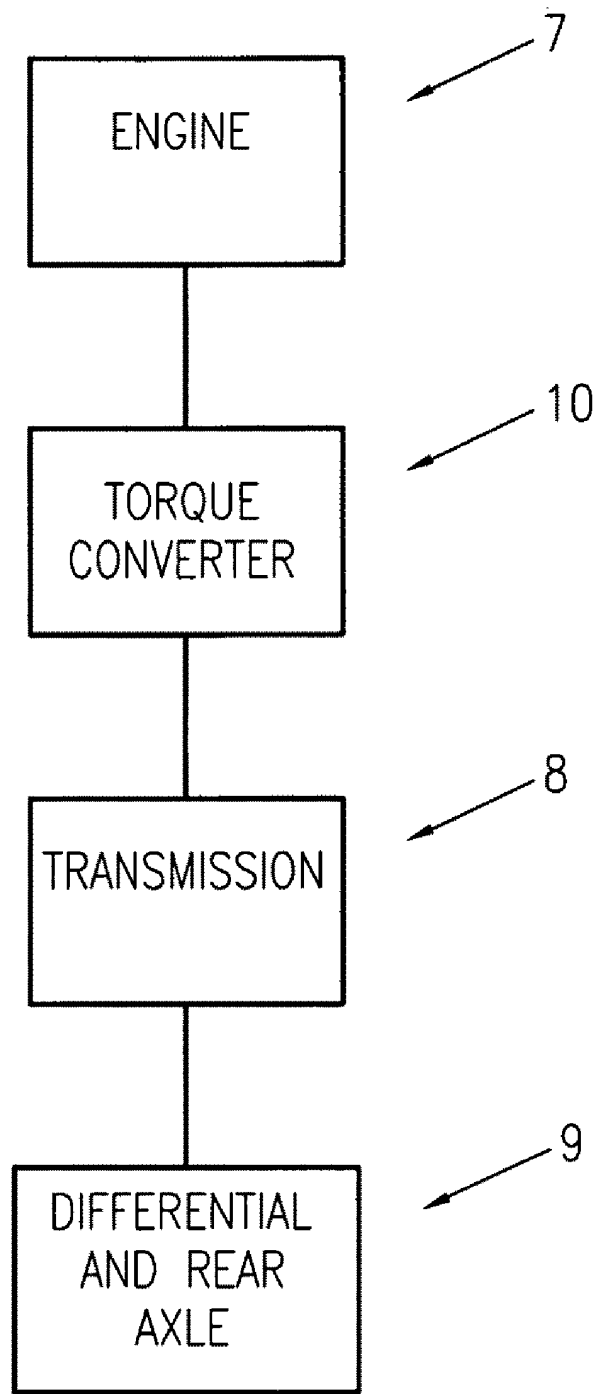 7
ENGINE
10
TORQUE
CONVERTER
8
TRANSMISSION
9
DIFFERENTIAL
AND REAR
AXLE